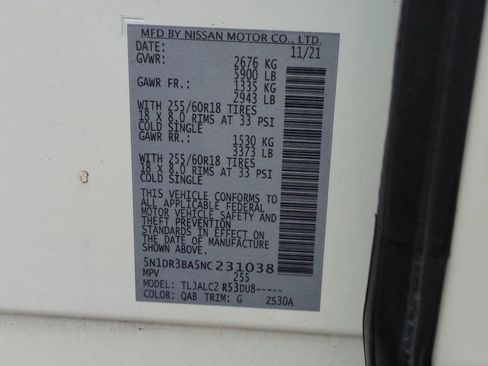 MFD BY NISSAN MOTOR CO., LTD.
DATE: 11/21
GVWR: 2676 KG
5900 LB
GAWR FR.: 1335 KG
2943 LB
WITH 255/60R18 TIRES
18 X 8.0 RIMS AT 33 PSI
COLD SINGLE
GAWR RR.: 1530 KG
3373 LB
WITH 255/60R18 TIRES
18 X 8.0 RIMS AT 33 PSI
COLD SINGLE
THIS VEHICLE CONFORMS TO
ALL APPLICABLE FEDERAL
MOTOR VEHICLE SAFETY AND
THEFT PREVENTION
STANDARDS IN EFFECT ON
THE DATE OF MANUFACTURE
SHOWN ABOVE.
5N1DR3BA5NC231038
MPV 255
MODEL: TLJALC2 R53DU8-----
COLOR: QAB TRIM: G ZS30A